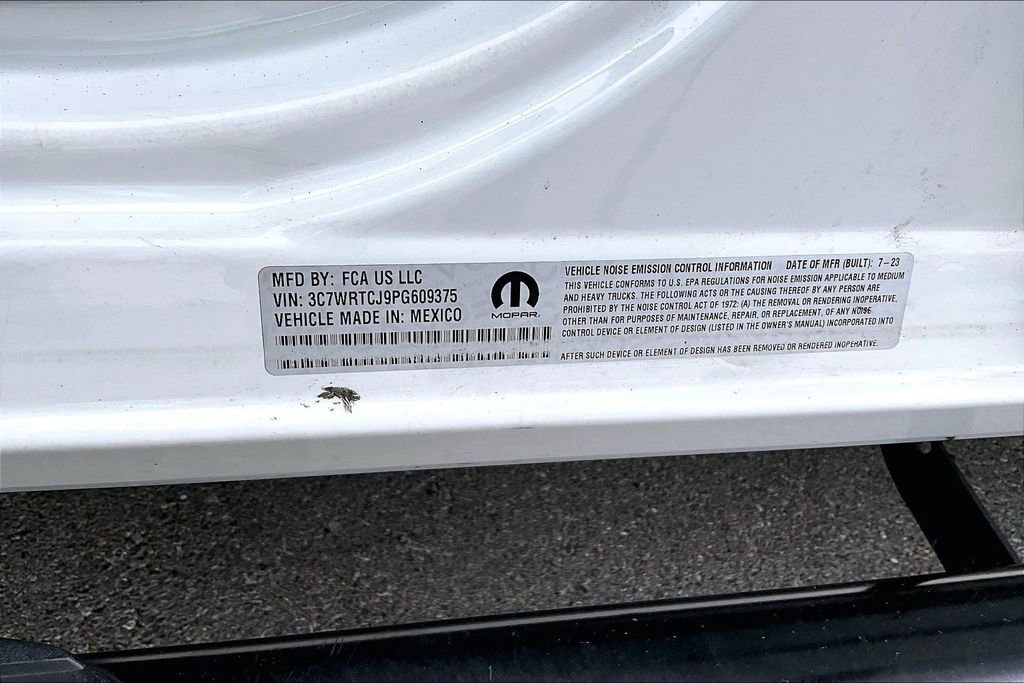 MFD BY: FCA US LLC
VIN: 3C7WRTCJ9PG609375
VEHICLE MADE IN: MEXICO
MOPAR.
VEHICLE NOISE EMISSION CONTROL INFORMATION DATE OF MFR (BUILT): 7-23
THIS VEHICLE CONFORMS TO U.S. EPA REGULATIONS FOR NOISE EMISSION APPLICABLE TO MEDIUM
AND HEAVY TRUCKS. THE FOLLOWING ACTS OR THE CAUSING THEREOF BY ANY PERSON ARE
PROHIBITED BY THE NOISE CONTROL ACT OF 1972: (A) THE REMOVAL OR RENDERING INOPERATIVE,
OTHER THAN FOR PURPOSES OF MAINTENANCE, REPAIR, OR REPLACEMENT, OF ANY NOISE
CONTROL DEVICE OR ELEMENT OF DESIGN (LISTED IN THE OWNER'S MANUAL) INCORPORATED INTO
AFTER SUCH DEVICE OR ELEMENT OF DESIGN HAS BEEN REMOVED OR RENDERED INOPERATIVE.